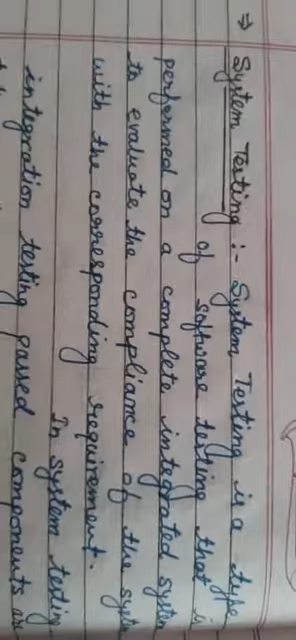 ⇒ System Testing :- System Testing is a type
of software testing that is
performed on a complete integrated system
to evaluate the compliance of the syste
with the corresponding requirement.
In system testing
integration testing passed components are